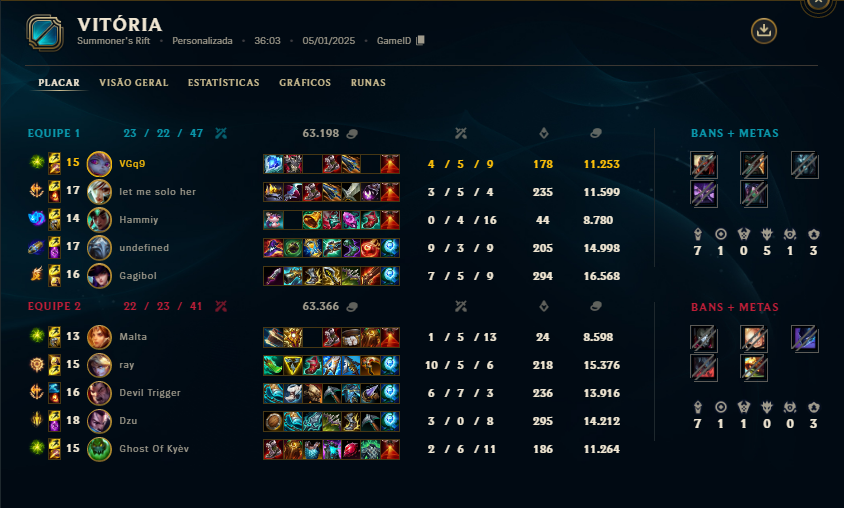 VITÓRIA
Summoner's Rift • Personalizada • 36:03 • 05/01/2025 • GameID
PLACAR VISÃO GERAL ESTATÍSTICAS GRÁFICOS RUNAS
EQUIPE 1 23 / 22 / 47 63.198 BANS + METAS
15 VGq9 4 / 5 / 9 178 11.253
17 let me solo her 3 / 5 / 4 235 11.599
14 Hammiy 0 / 4 / 16 44 8.780
17 undefined 9 / 3 / 9 205 14.998
7 1 0 5 1 3
16 Gagibol 7 / 5 / 9 294 16.568
EQUIPE 2 22 / 23 / 41 63.366 BANS + METAS
13 Malta 1 / 5 / 13 24 8.598
15 ray 10 / 5 / 6 218 15.376
16 Devil Trigger 6 / 7 / 3 236 13.916
18 Dzu 3 / 0 / 8 295 14.212
7 1 1 0 0 3
15 Ghost Of Kyèv 2 / 6 / 11 186 11.264